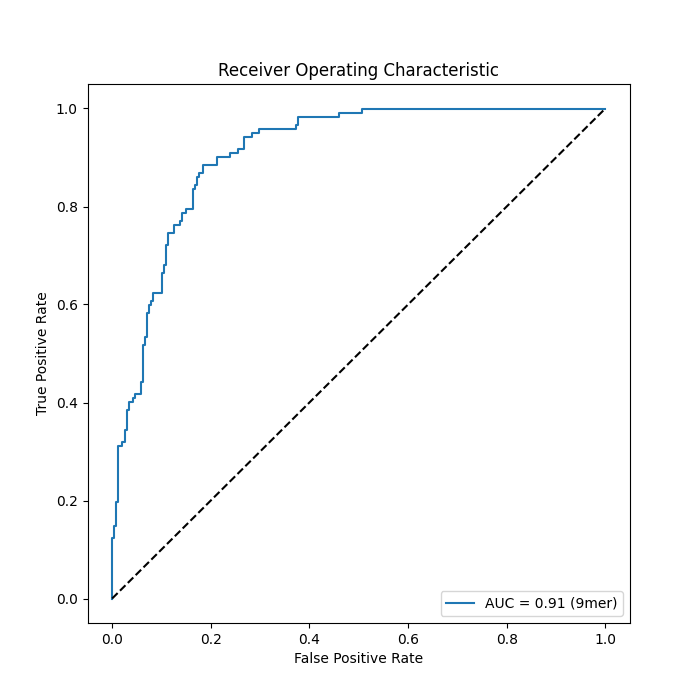 Receiver Operating Characteristic
True Positive Rate
1.0
0.8
0.6
0.4
0.2
0.0
AUC = 0.91 (9mer)
0.0 0.2 0.4 0.6 0.8 1.0
False Positive Rate